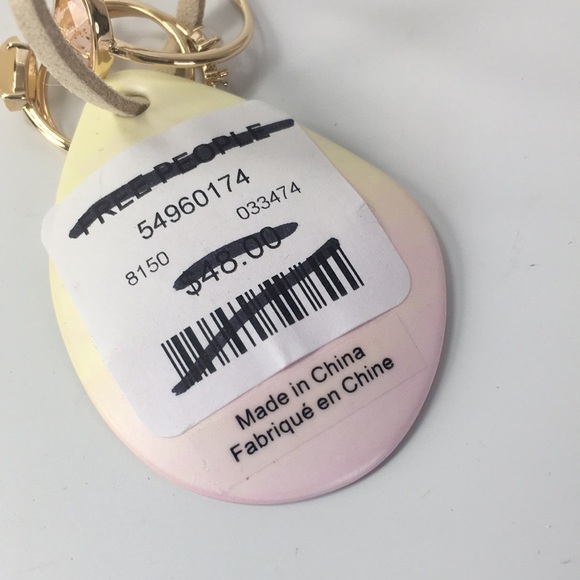 FREE PEOPLE
54960174
8150 033474
$48.00
Made in China
Fabriqué en Chine